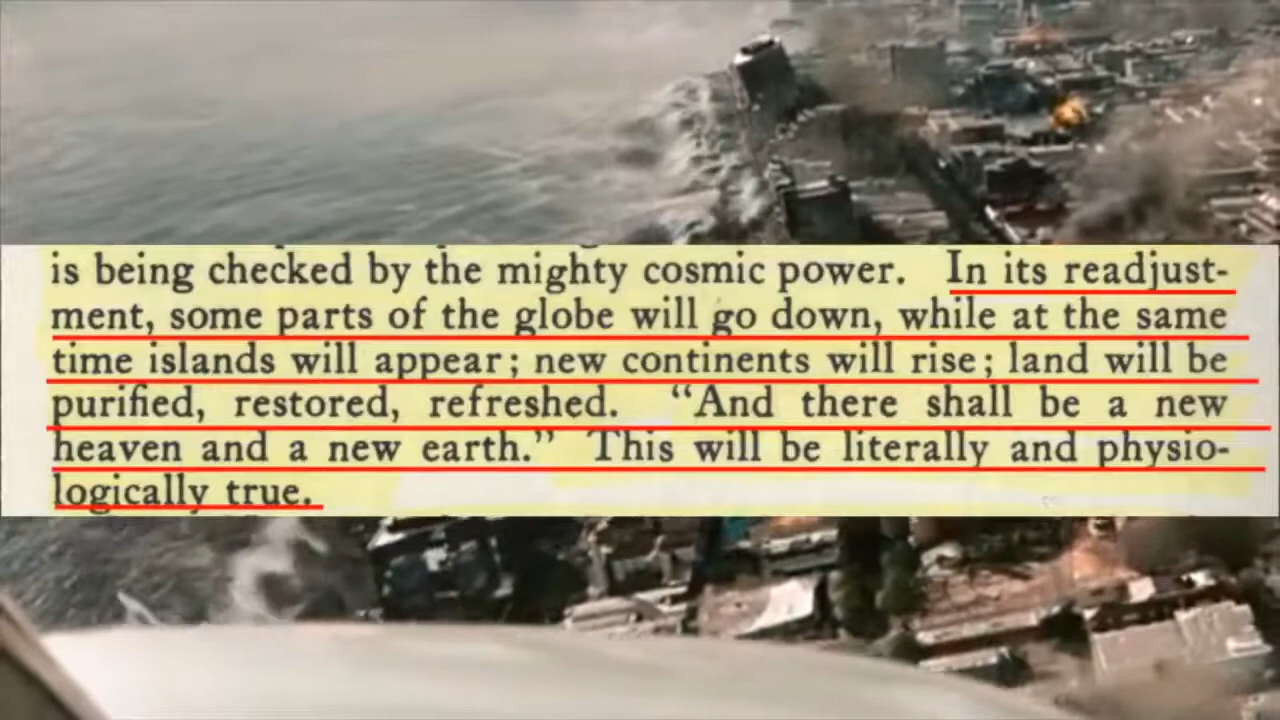 is being checked by the mighty cosmic power. In its readjust-
ment, some parts of the globe will go down, while at the same
time islands will appear; new continents will rise; land will be
purified, restored, refreshed. “And there shall be a new
heaven and a new earth.” This will be literally and physio-
logically true.